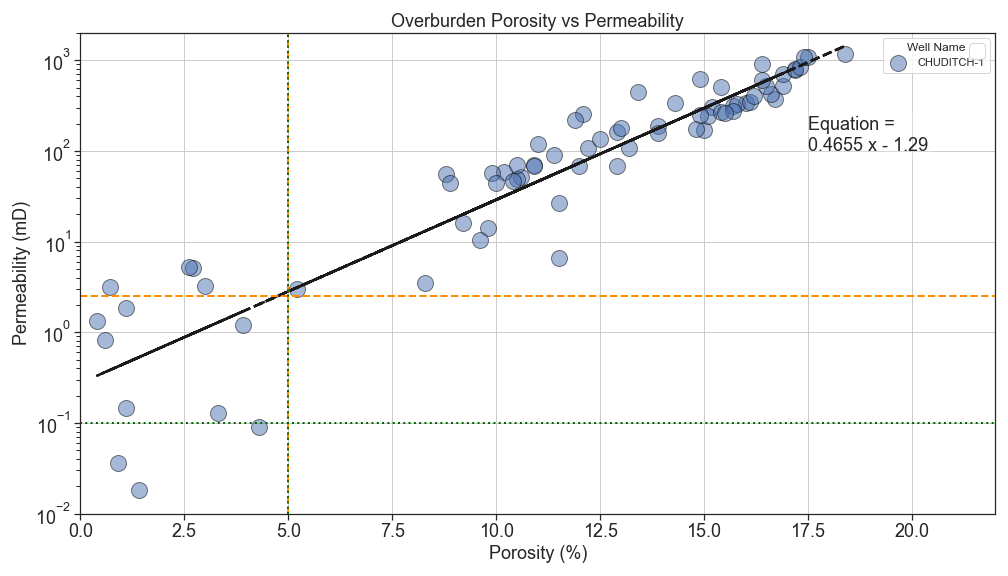 Overburden Porosity vs Permeability
Well Name
CHUDITCH-1
Equation =
0.4655 x - 1.29
Permeability (mD)
10³
10²
10¹
10⁰
10⁻¹
10⁻²
0.0 2.5 5.0 7.5 10.0 12.5 15.0 17.5 20.0
Porosity (%)